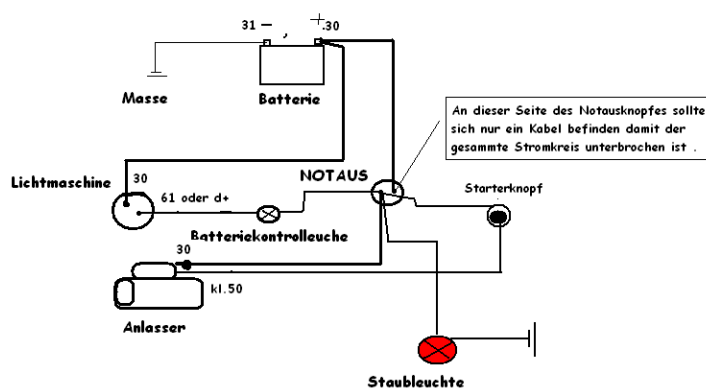 31 – , + .30
Masse
Batterie
An dieser Seite des Notausknopfes sollte
sich nur ein Kabel befinden damit der
gesammte Stromkreis unterbrochen ist .
Lichtmaschine
30
NOTAUS
Starterknopf
61 oder d+
Batteriekontrolleuche
30
kl.50
Anlasser
Staubleuchte